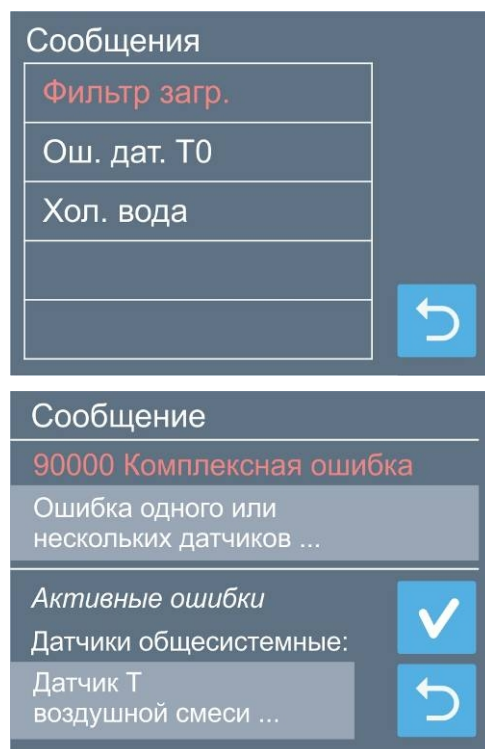 Сообщения
Фильтр загр.
Ош. дат. Т0
Хол. вода
Сообщение
90000 Комплексная ошибка
Ошибка одного или
нескольких датчиков ...
Активные ошибки
Датчики общесистемные:
Датчик Т
воздушной смеси ...